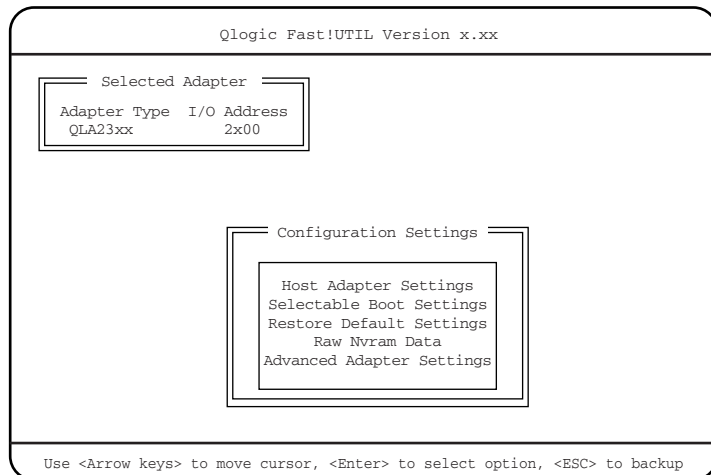 Qlogic Fast!UTIL Version x.xx
Selected Adapter
Adapter Type I/O Address
QLA23xx 2x00
Configuration Settings
Host Adapter Settings
Selectable Boot Settings
Restore Default Settings
Raw Nvram Data
Advanced Adapter Settings
Use <Arrow keys> to move cursor, <Enter> to select option, <ESC> to backup